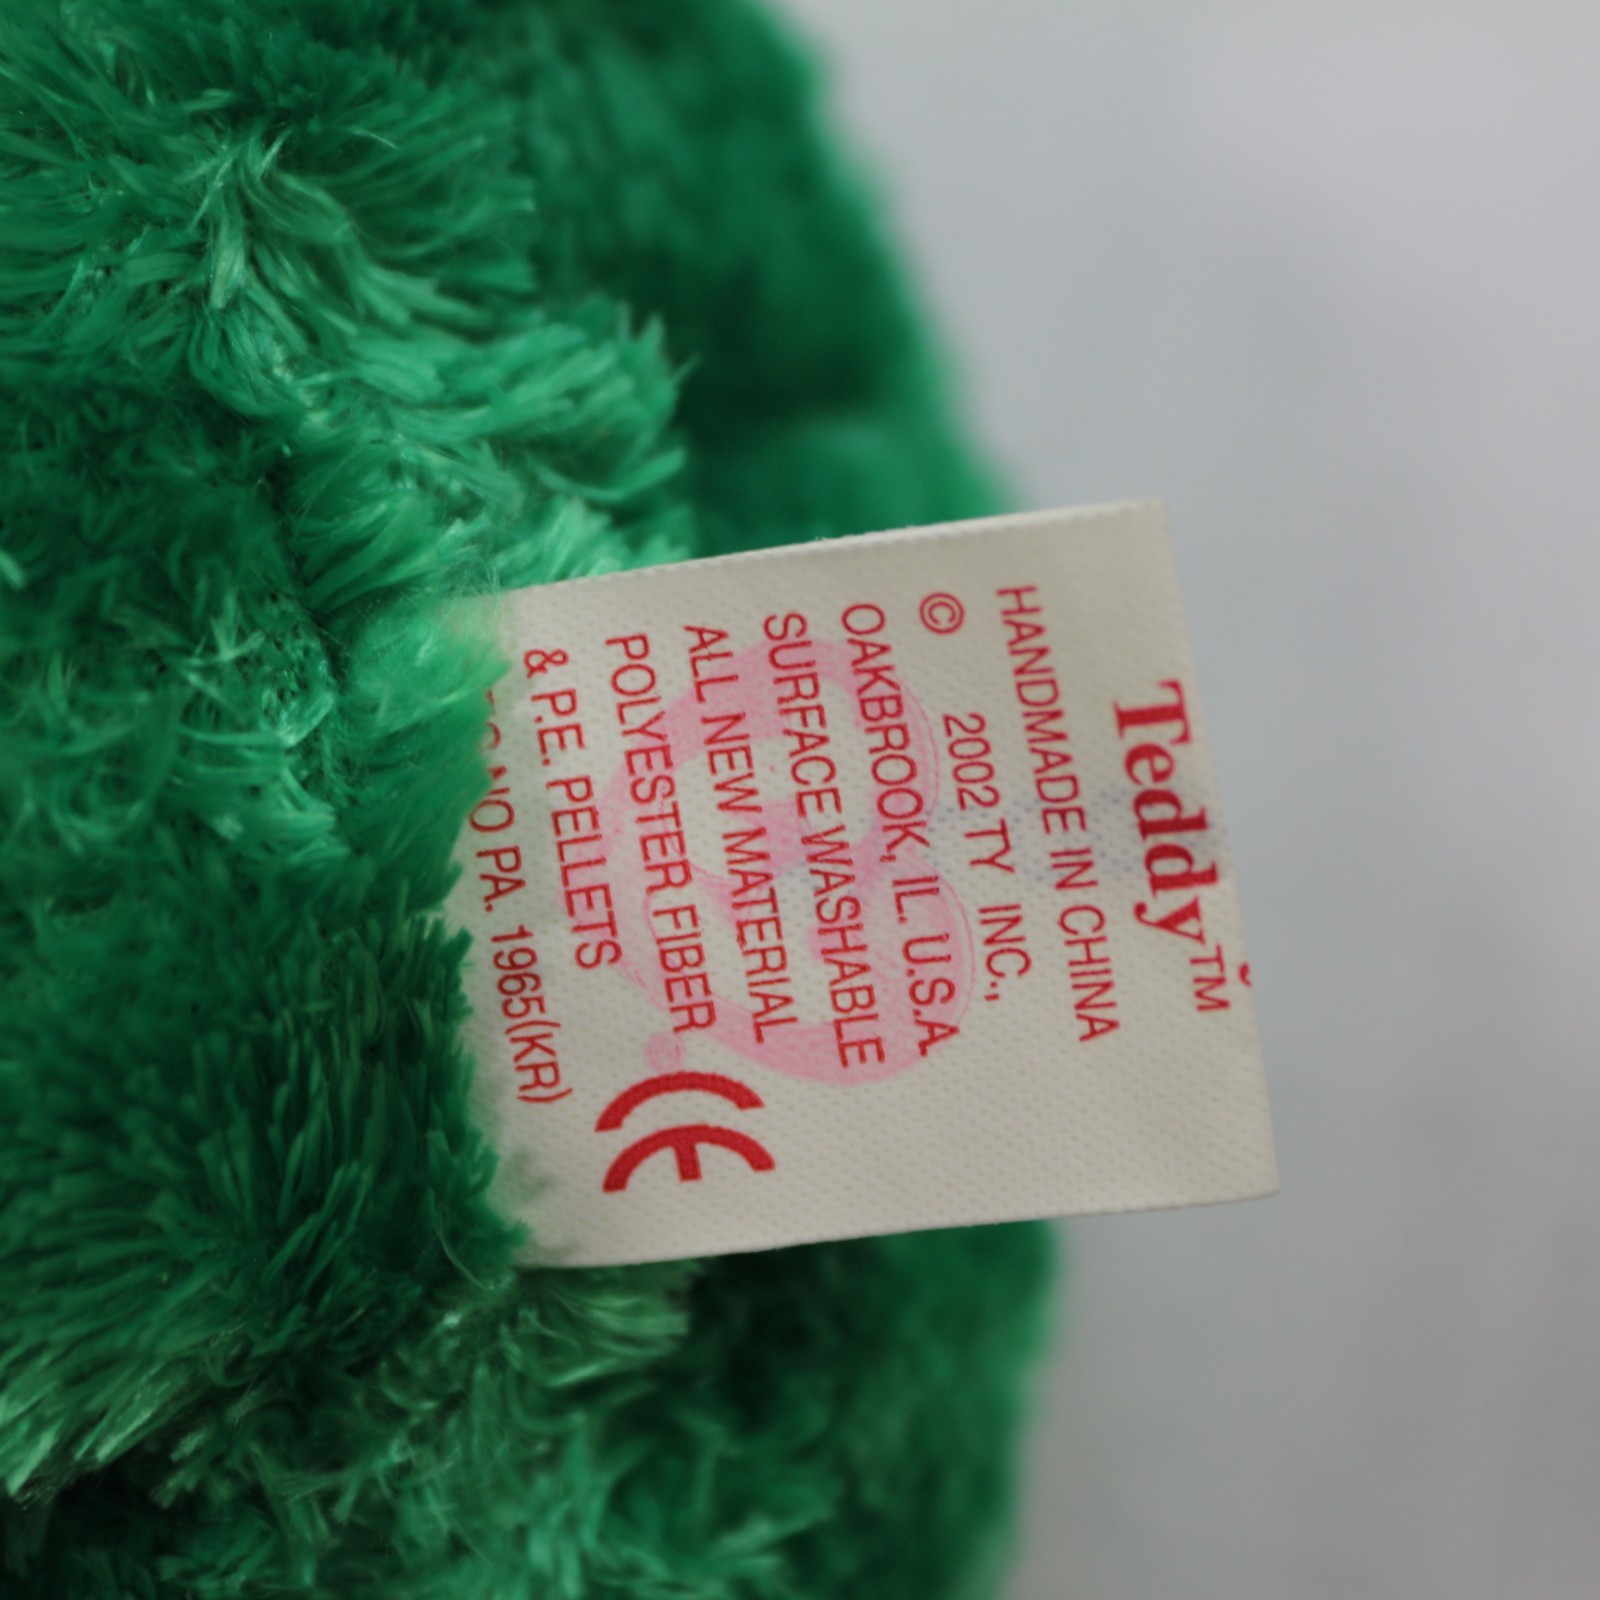 Teddy™
HANDMADE IN CHINA
© 2002 TY INC.,
OAKBROOK, IL. U.S.A
SURFACE WASHABLE
ALL NEW MATERIAL
POLYESTER FIBER
& P.E. PELLETS
NO PA. 1965(KR)
CE